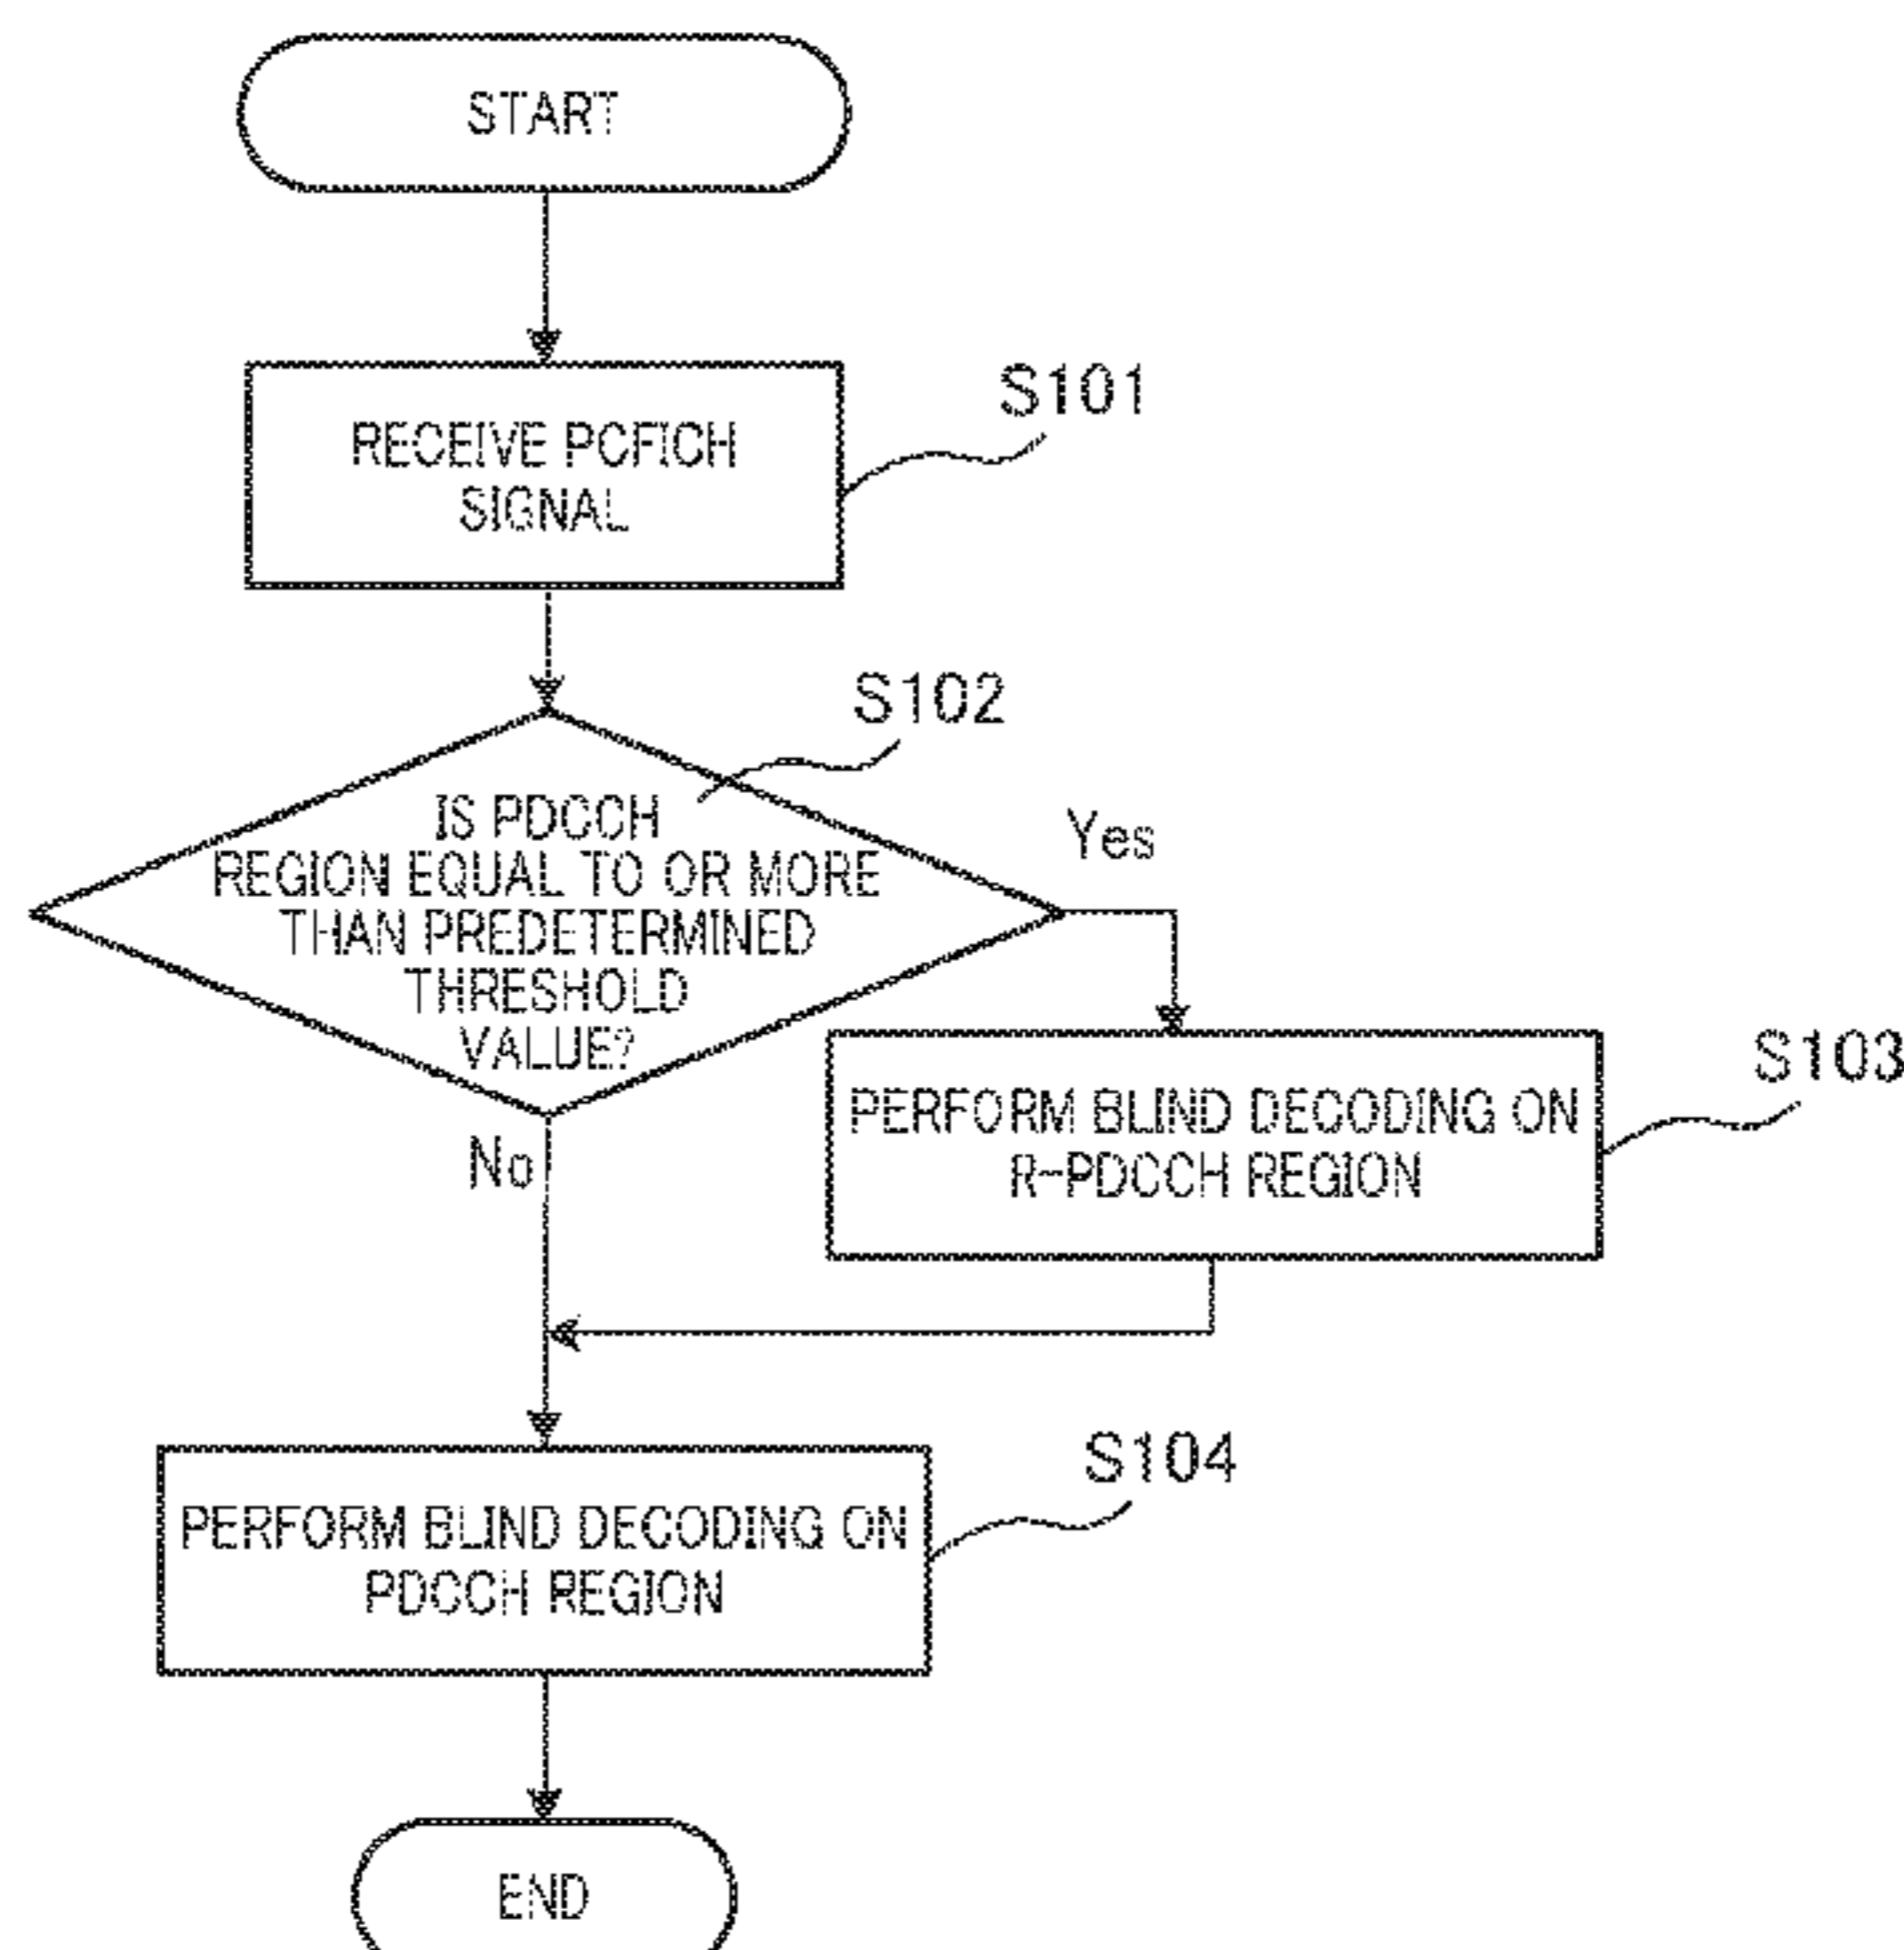 START
RECEIVE PCFICH
SIGNAL
S101
S102
IS PDCCH
REGION EQUAL TO OR MORE
THAN PREDETERMINED
THRESHOLD
VALUE?
Yes
No
PERFORM BLIND DECODING ON
R-PDCCH REGION
S103
PERFORM BLIND DECODING ON
PDCCH REGION
S104
END